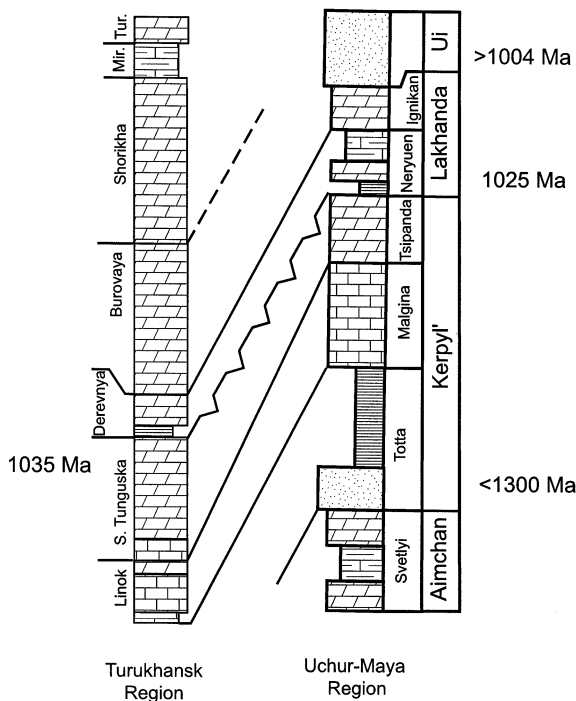 Tur.
Mir.
Shorikha
Burovaya
Derevnya
S. Tunguska
Linok
1035 Ma
Ui
Ignikan
Lakhanda
Neryuen
Tsipanda
Malgina
Kerpyl'
Totta
Svetlyi
Aimchan
>1004 Ma
1025 Ma
<1300 Ma
Turukhansk
Region
Uchur-Maya
Region